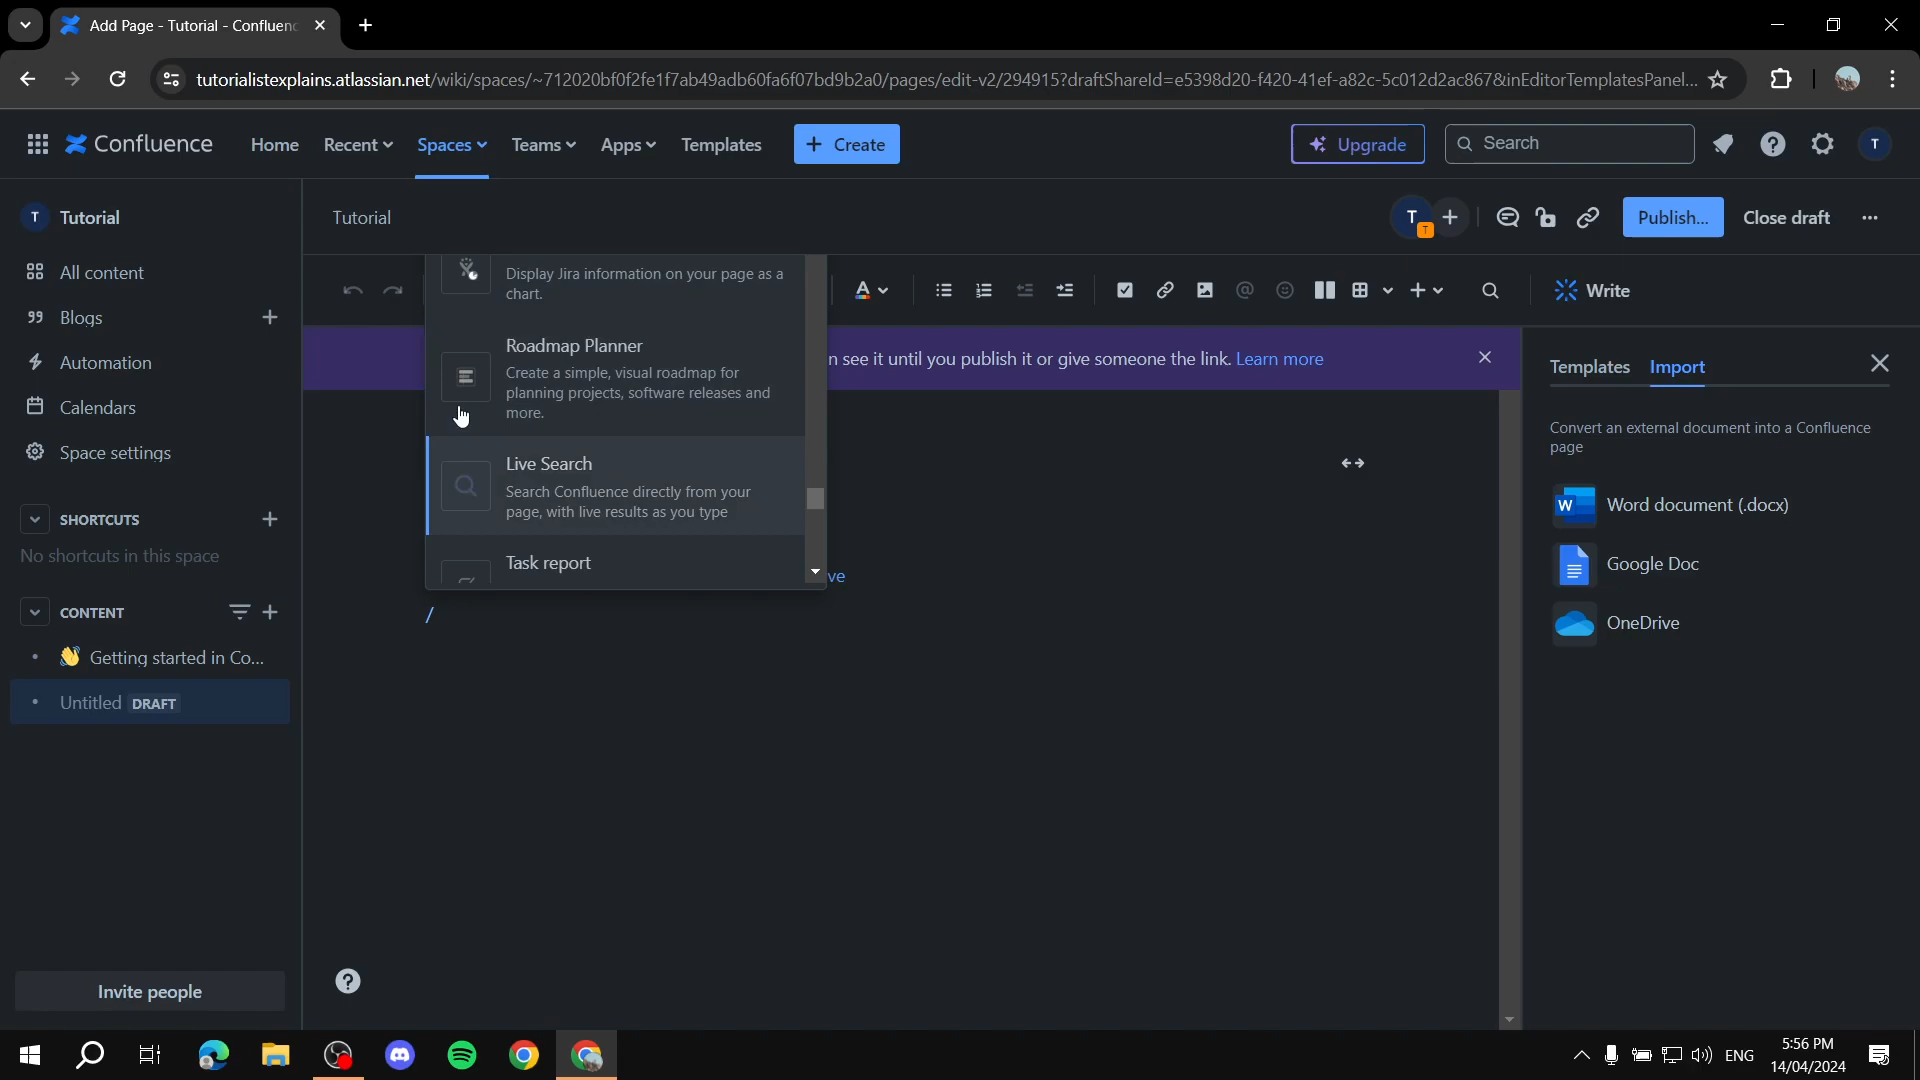 Add Page - Tutorial - Confluenc
tutorialistexplains.atlassian.net/wiki/spaces/~712020bf0f2fe1f7ab49adb60fa6f07bd9b2a0/pages/edit-v2/294915?draftShareId=e5398d20-f420-41ef-a82c-5c012d2ac867&inEditorTemplatesPanel...
Confluence
Home
Recent
Spaces
Teams
Apps
Templates
+ Create
Upgrade
Search
T
T Tutorial
All content
Blogs
Automation
Calendars
Space settings
SHORTCUTS
No shortcuts in this space
CONTENT
👋 Getting started in Co...
Untitled DRAFT
Invite people
Tutorial
T
T
Publish...
Close draft
Write
Display Jira information on your page as a
chart.
Roadmap Planner
Create a simple, visual roadmap for
planning projects, software releases and
more.
Live Search
Search Confluence directly from your
page, with live results as you type
Task report
n see it until you publish it or give someone the link. Learn more
ve
/
Templates
Import
Convert an external document into a Confluence
page
Word document (.docx)
Google Doc
OneDrive
ENG
5:56 PM
14/04/2024